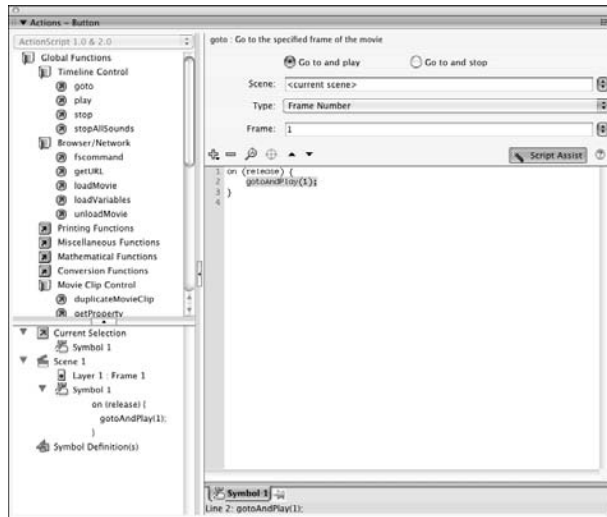 Actions – Button
ActionScript 1.0 & 2.0
Global Functions
Timeline Control
goto
play
stop
stopAllSounds
Browser/Network
fscommand
getURL
loadMovie
loadVariables
unloadMovie
Printing Functions
Miscellaneous Functions
Mathematical Functions
Conversion Functions
Movie Clip Control
duplicateMovieClip
getProperty
Current Selection
Symbol 1
Scene 1
Layer 1 : Frame 1
Symbol 1
on (release) {
gotoAndPlay(1);
}
Symbol Definition(s)
goto : Go to the specified frame of the movie
Go to and play Go to and stop
Scene: <current scene>
Type: Frame Number
Frame: 1
Script Assist
1 on (release) {
2 gotoAndPlay(1);
3 }
4
Symbol 1
Line 2: gotoAndPlay(1);